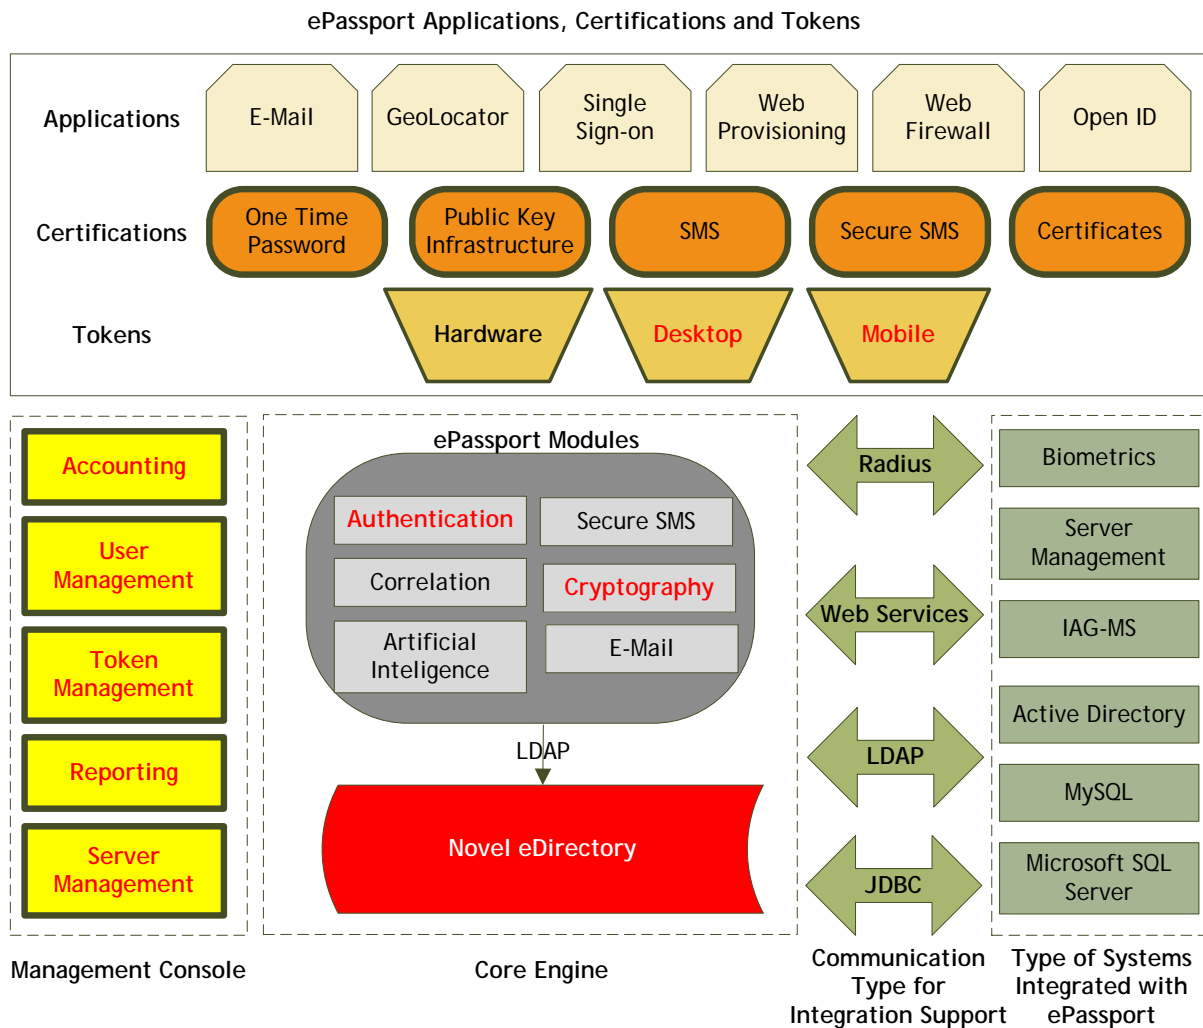 ePassport Applications, Certifications and Tokens
Applications
E-Mail
GeoLocator
Single
Sign-on
Web
Provisioning
Web
Firewall
Open ID
Certifications
One Time
Password
Public Key
Infrastructure
SMS
Secure SMS
Certificates
Tokens
Hardware
Desktop
Mobile
Accounting
User
Management
Token
Management
Reporting
Server
Management
Management Console
ePassport Modules
Authentication
Secure SMS
Correlation
Cryptography
Artificial
Inteligence
E-Mail
LDAP
Novel eDirectory
Core Engine
Radius
Web Services
LDAP
JDBC
Communication
Type for
Integration Support
Biometrics
Server
Management
IAG-MS
Active Directory
MySQL
Microsoft SQL
Server
Type of Systems
Integrated with
ePassport